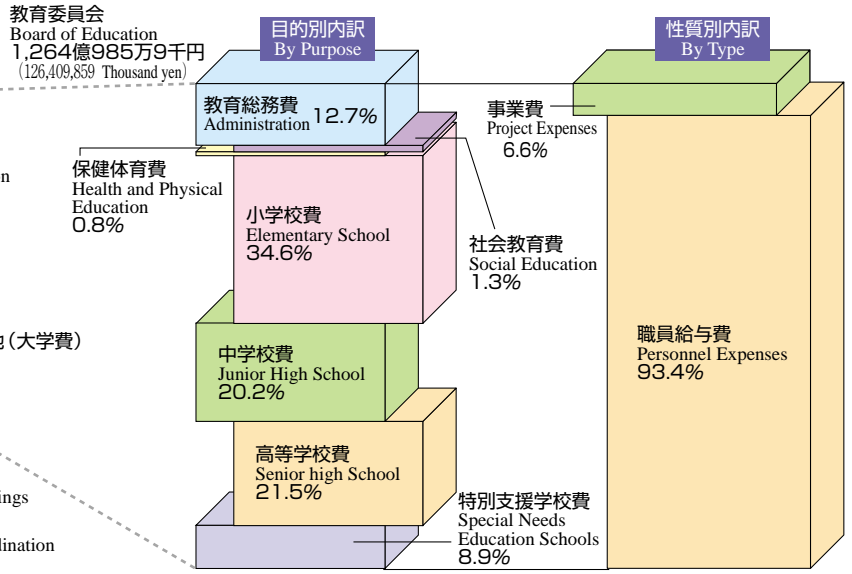 教育委員会
Board of Education
1,264億985万9千円
(126,409,859 Thousand yen)
目的別内訳
By Purpose
性質別内訳
By Type
教育総務費
Administration 12.7%
事業費
Project Expenses
6.6%
保健体育費
Health and Physical
Education
0.8%
小学校費
Elementary School
34.6%
社会教育費
Social Education
1.3%
(大学費)
中学校費
Junior High School
20.2%
職員給与費
Personnel Expenses
93.4%
高等学校費
Senior high School
21.5%
特別支援学校費
Special Needs
Education Schools
8.9%